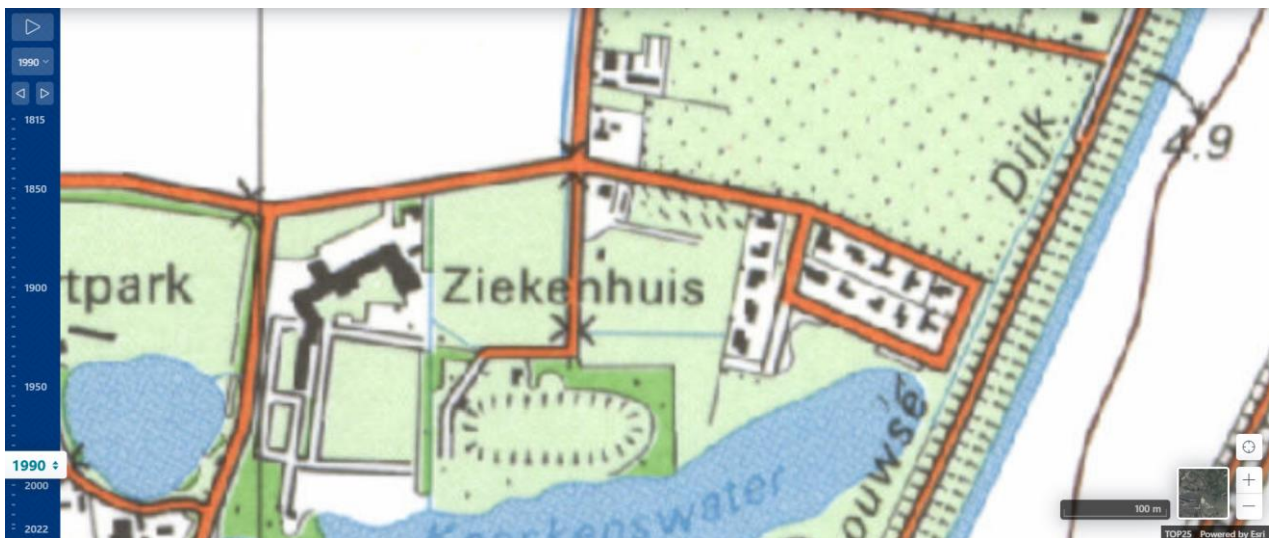 1990
1815
1850
1900
1950
1990
2000
2022
Dijk
4.9
tpark
Ziekenhuis
ouwse
kenswater
100 m
TOP25 Powered by Esri